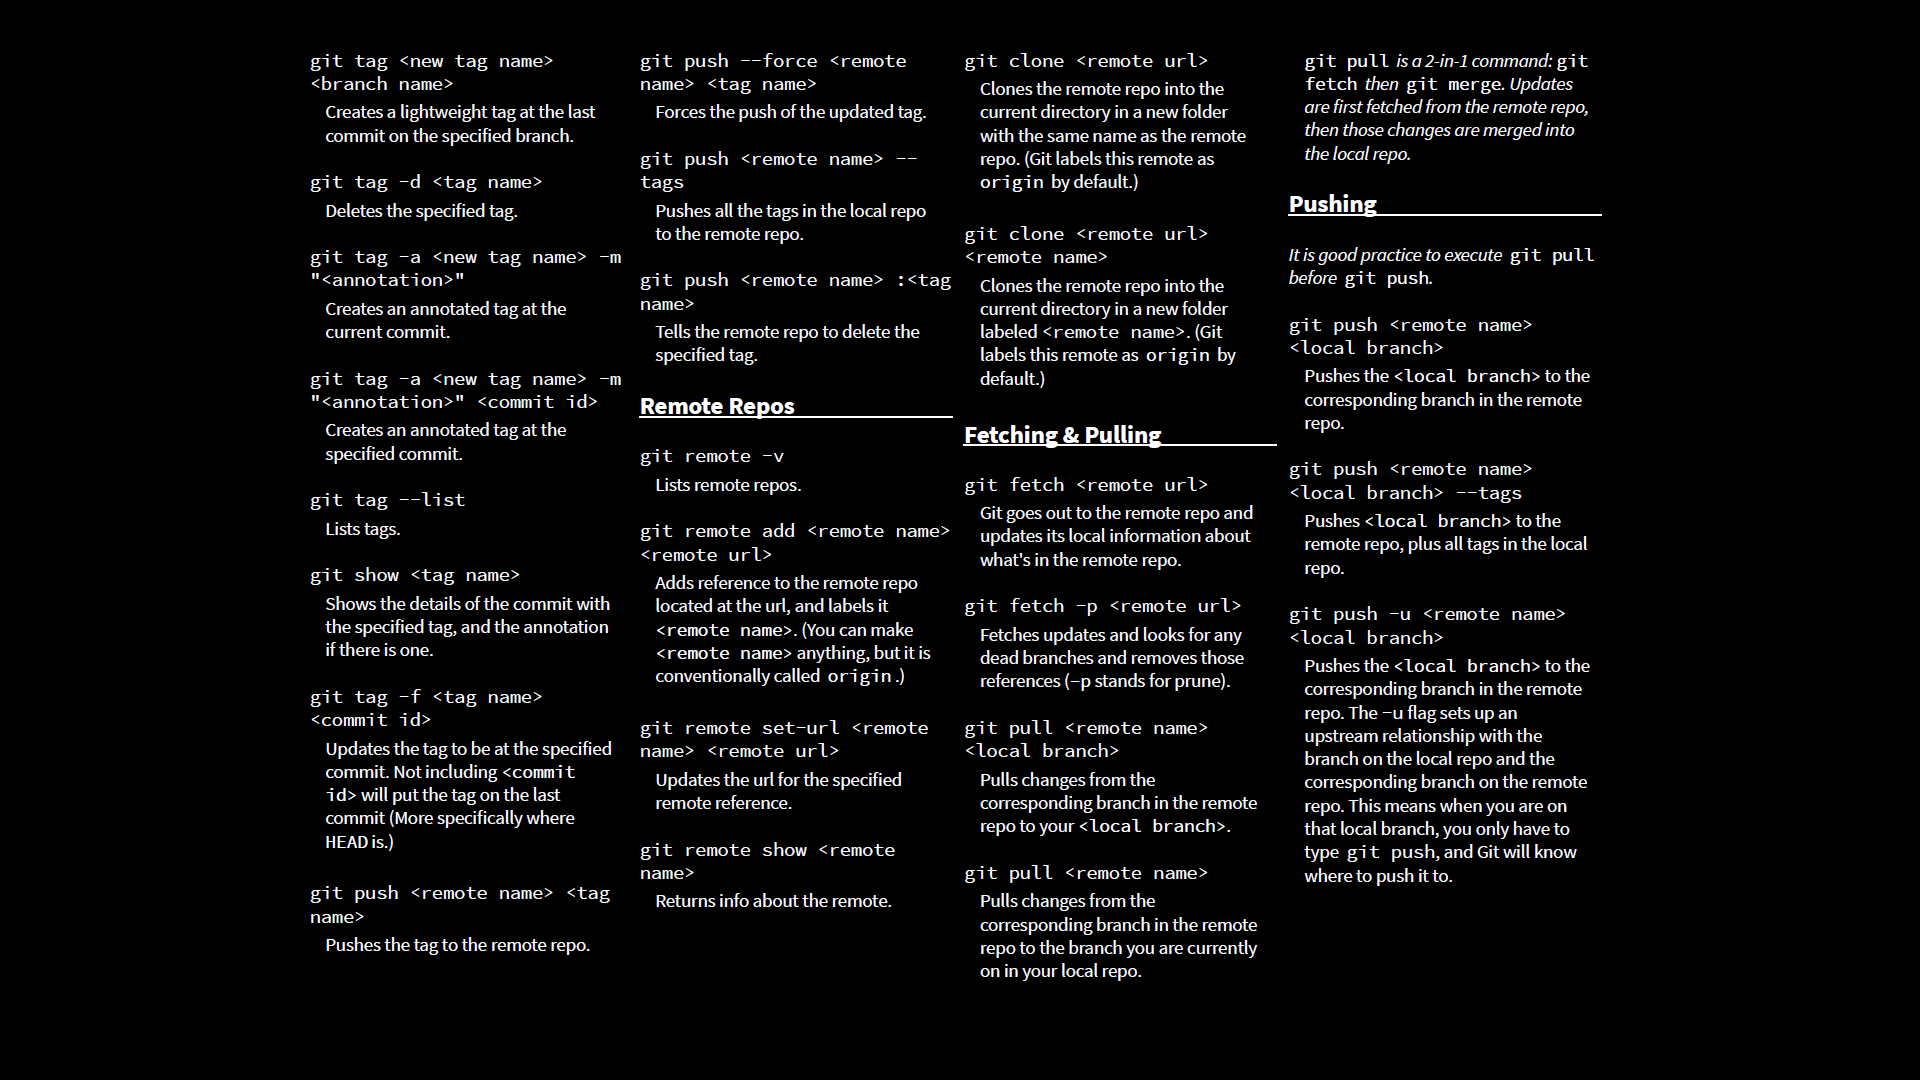 git tag <new tag name>
<branch name>
Creates a lightweight tag at the last
commit on the specified branch.
git tag -d <tag name>
Deletes the specified tag.
git tag -a <new tag name> -m
"<annotation>"
Creates an annotated tag at the
current commit.
git tag -a <new tag name> -m
"<annotation>" <commit id>
Creates an annotated tag at the
specified commit.
git tag --list
Lists tags.
git show <tag name>
Shows the details of the commit with
the specified tag, and the annotation
if there is one.
git tag -f <tag name>
<commit id>
Updates the tag to be at the specified
commit. Not including <commit
id> will put the tag on the last
commit (More specifically where
HEAD is.)
git push <remote name> <tag
name>
Pushes the tag to the remote repo.
git push --force <remote
name> <tag name>
Forces the push of the updated tag.
git push <remote name> --
tags
Pushes all the tags in the local repo
to the remote repo.
git push <remote name> :<tag
name>
Tells the remote repo to delete the
specified tag.
Remote Repos
git remote -v
Lists remote repos.
git remote add <remote name>
<remote url>
Adds reference to the remote repo
located at the url, and labels it
<remote name>. (You can make
<remote name> anything, but it is
conventionally called origin.)
git remote set-url <remote
name> <remote url>
Updates the url for the specified
remote reference.
git remote show <remote
name>
Returns info about the remote.
git clone <remote url>
Clones the remote repo into the
current directory in a new folder
with the same name as the remote
repo. (Git labels this remote as
origin by default.)
git clone <remote url>
<remote name>
Clones the remote repo into the
current directory in a new folder
labeled <remote name>. (Git
labels this remote as origin by
default.)
Fetching & Pulling
git fetch <remote url>
Git goes out to the remote repo and
updates its local information about
what's in the remote repo.
git fetch -p <remote url>
Fetches updates and looks for any
dead branches and removes those
references (-p stands for prune).
git pull <remote name>
<local branch>
Pulls changes from the
corresponding branch in the remote
repo to your <local branch>.
git pull <remote name>
Pulls changes from the
corresponding branch in the remote
repo to the branch you are currently
on in your local repo.
git pull is a 2-in-1 command: git
fetch then git merge. Updates
are first fetched from the remote repo,
then those changes are merged into
the local repo.
Pushing
It is good practice to execute git pull
before git push.
git push <remote name>
<local branch>
Pushes the <local branch> to the
corresponding branch in the remote
repo.
git push <remote name>
<local branch> --tags
Pushes <local branch> to the
remote repo, plus all tags in the local
repo.
git push -u <remote name>
<local branch>
Pushes the <local branch> to the
corresponding branch in the remote
repo. The -u flag sets up an
upstream relationship with the
branch on the local repo and the
corresponding branch on the remote
repo. This means when you are on
that local branch, you only have to
type git push, and Git will know
where to push it to.